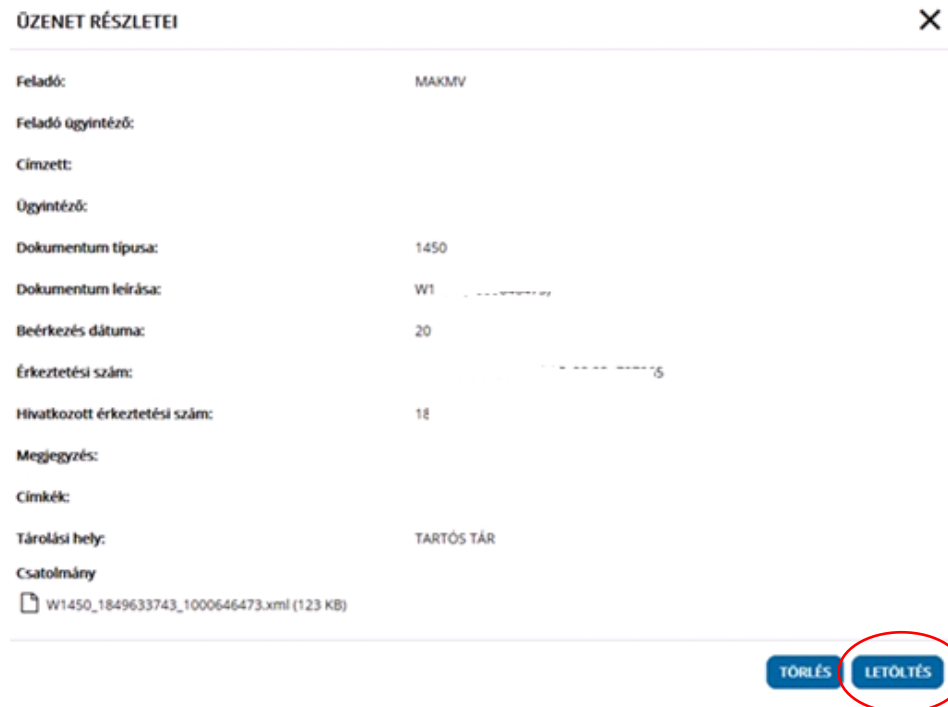 ÜZENET RÉSZLETEI
Feladó: MAKMV
Feladó ügyintéző:
Címzett:
Ügyintéző:
Dokumentum típusa: 1450
Dokumentum leírása: W1
Beérkezés dátuma: 20
Érkeztetési szám:
Hivatkozott érkeztetési szám: 18
Megjegyzés:
Címkék:
Tárolási hely: TARTÓS TÁR
Csatolmány
W1450_1849633743_1000646473.xml (123 KB)
TÖRLÉS LETÖLTÉS